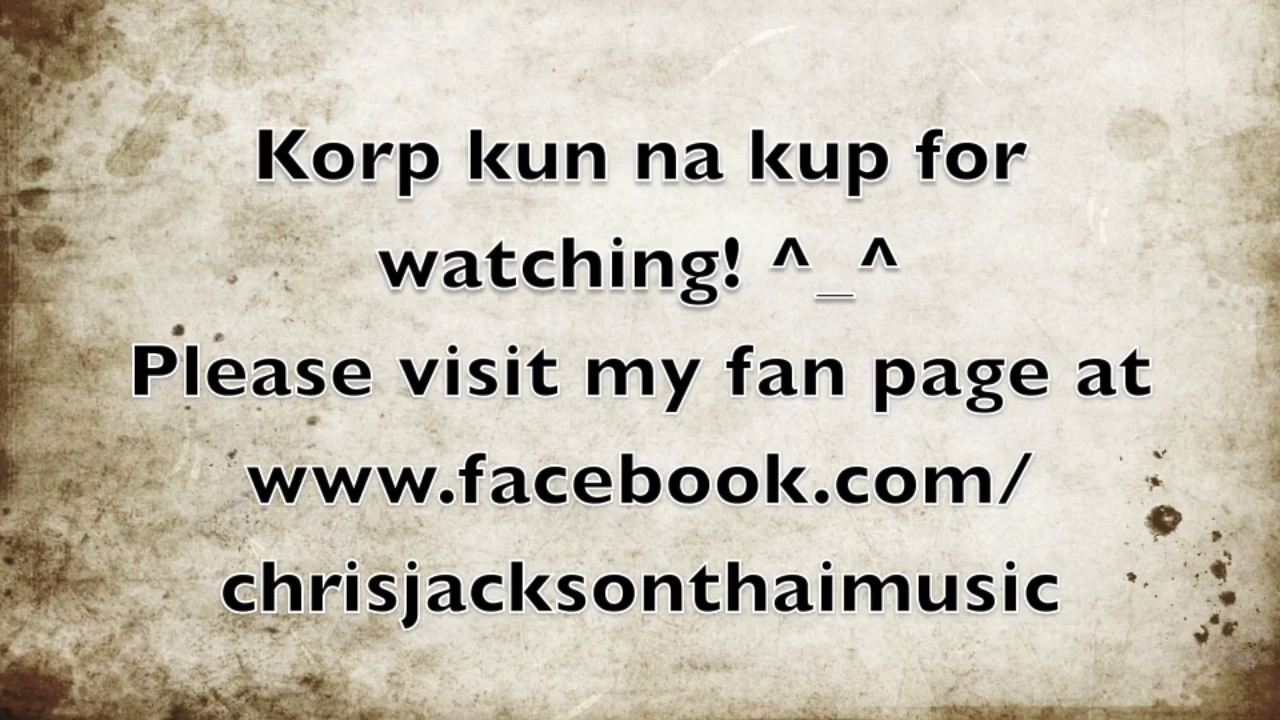 Korp kun na kup for
watching! ^_^
Please visit my fan page at
www.facebook.com/
chrisjacksonthaimusic